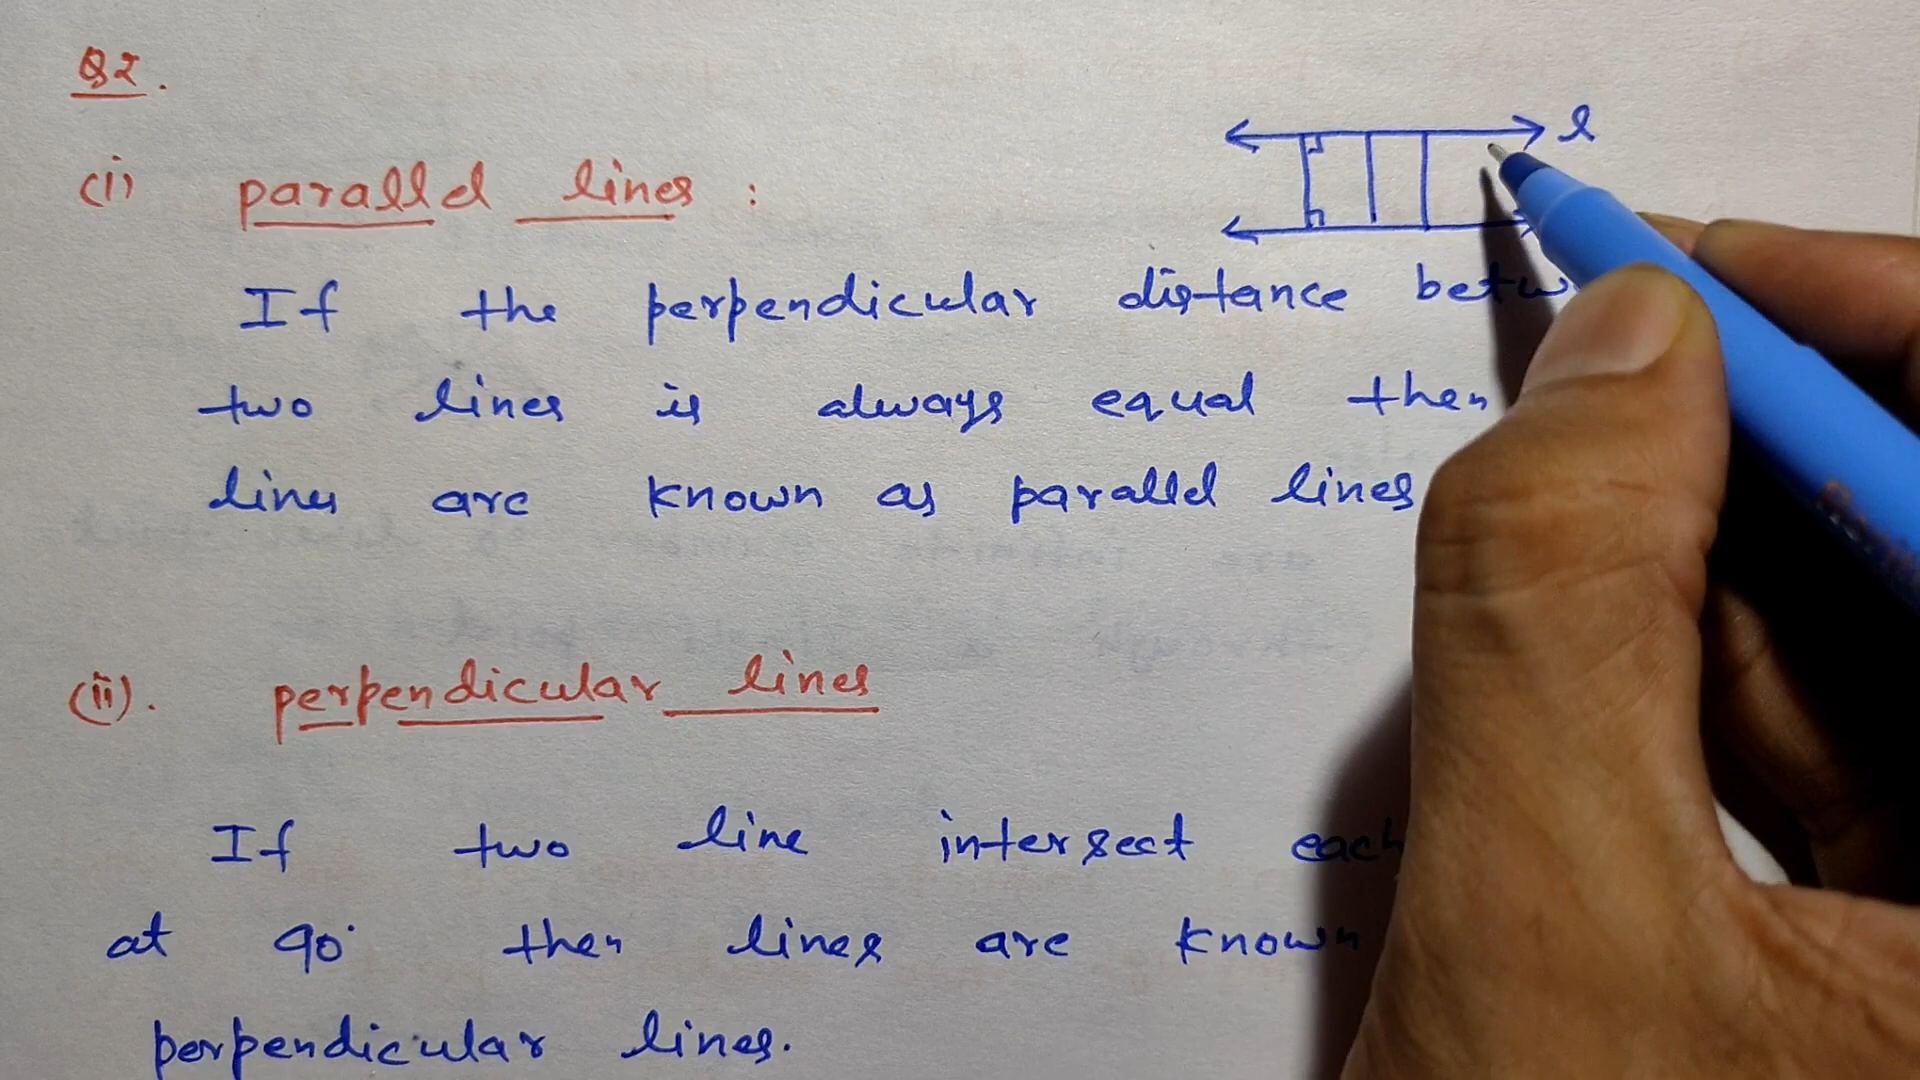 Q2.
l
(i) parallel lines :
If the perpendicular distance betw
two lines is always equal then
lines are known as parallel lines
(ii). perpendicular lines
If two line intersect each
at 90° then lines are known
perpendicular lines.